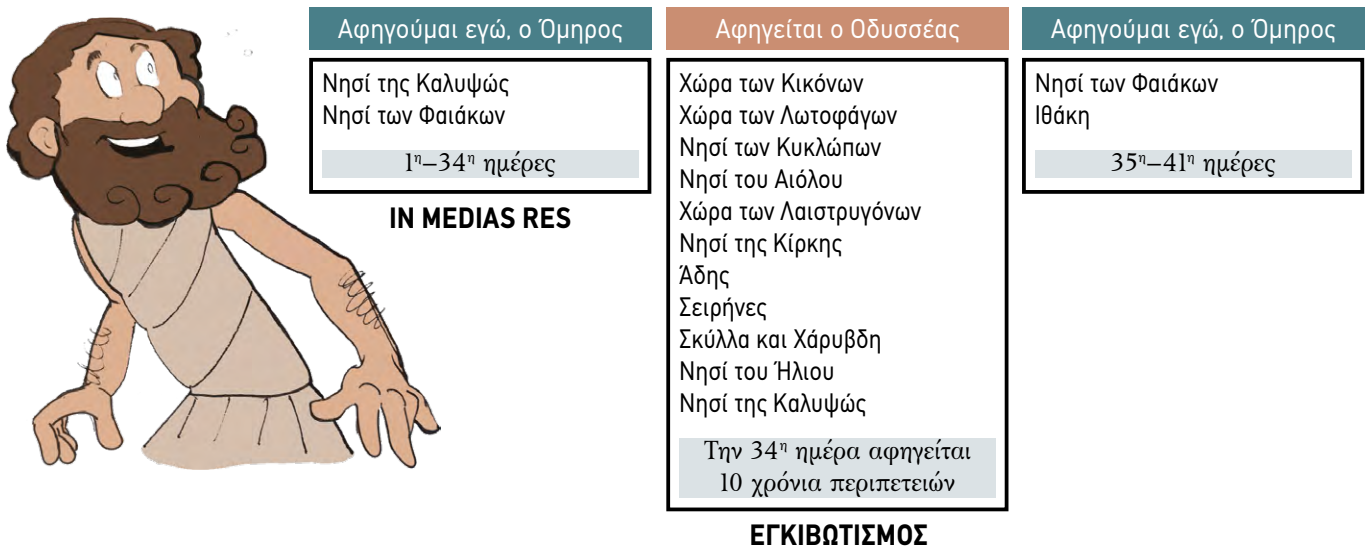 Αφηγούμαι εγώ, ο Όμηρος
Νησί της Καλυψώς
Νησί των Φαιάκων
1η–34η ημέρες
IN MEDIAS RES
Αφηγείται ο Οδυσσέας
Χώρα των Κικόνων
Χώρα των Λωτοφάγων
Νησί των Κυκλώπων
Νησί του Αιόλου
Χώρα των Λαιστρυγόνων
Νησί της Κίρκης
Άδης
Σειρήνες
Σκύλλα και Χάρυβδη
Νησί του Ήλιου
Νησί της Καλυψώς
Την 34η ημέρα αφηγείται
10 χρόνια περιπετειών
ΕΓΚΙΒΩΤΙΣΜΟΣ
Αφηγούμαι εγώ, ο Όμηρος
Νησί των Φαιάκων
Ιθάκη
35η–41η ημέρες